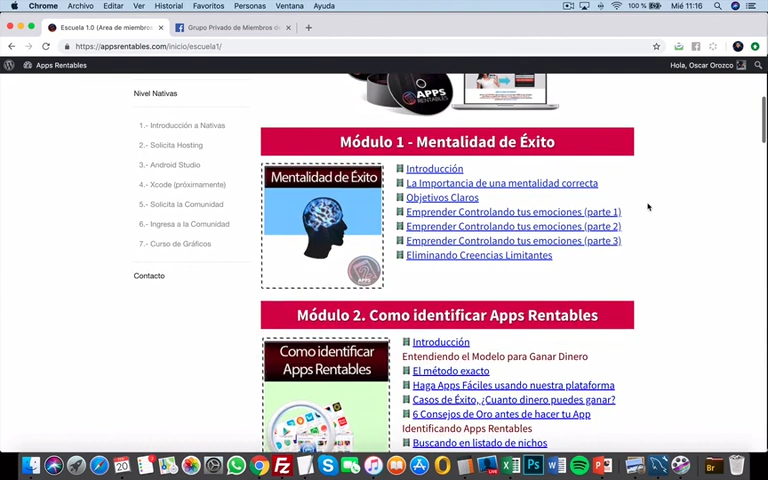 Chrome Archivo Editar Ver Historial Favoritos Personas Ventana Ayuda 100 % Mié 11:16
Escuela 1.0 (Area de miembros Grupo Privado de Miembros d
https://appsrentables.com/inicio/escuela1/
Apps Rentables Hola, Oscar Orozco
Nivel Nativas
1.- Introducción a Nativas
2.- Solicita Hosting
3.- Android Studio
4.- Xcode (próximamente)
5.- Solicita la Comunidad
6.- Ingresa a la Comunidad
7.- Curso de Gráficos
Contacto
APPS
RENTABLES
Módulo 1 - Mentalidad de Éxito
Mentalidad de Éxito
Introducción
La Importancia de una mentalidad correcta
Objetivos Claros
Emprender Controlando tus emociones (parte 1)
Emprender Controlando tus emociones (parte 2)
Emprender Controlando tus emociones (parte 3)
Eliminando Creencias Limitantes
Módulo 2. Como identificar Apps Rentables
Como identificar
Apps Rentables
Introducción
Entendiendo el Modelo para Ganar Dinero
El método exacto
Haga Apps Fáciles usando nuestra plataforma
Casos de Éxito, ¿Cuanto dinero puedes ganar?
6 Consejos de Oro antes de hacer tu App
Identificando Apps Rentables
Buscando en listado de nichos
20
Fz
Ps
Br